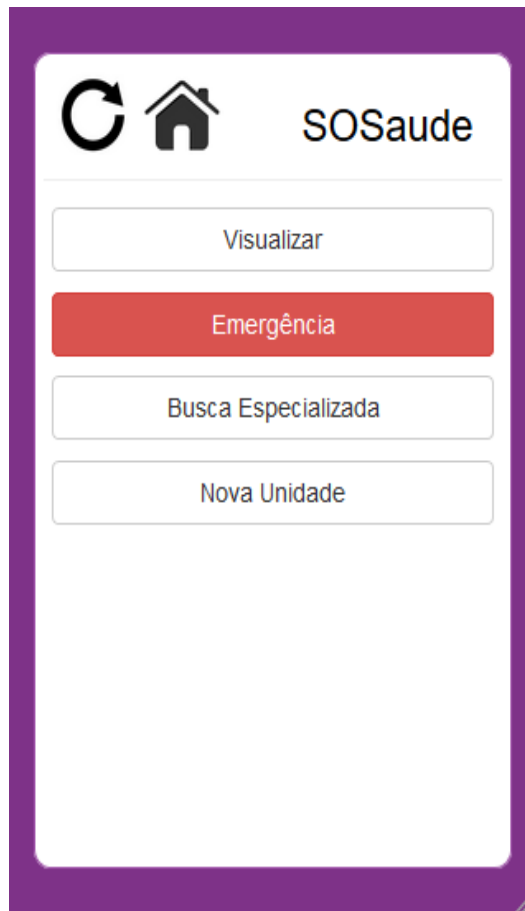 SOSaude
Visualizar
Emergência
Busca Especializada
Nova Unidade